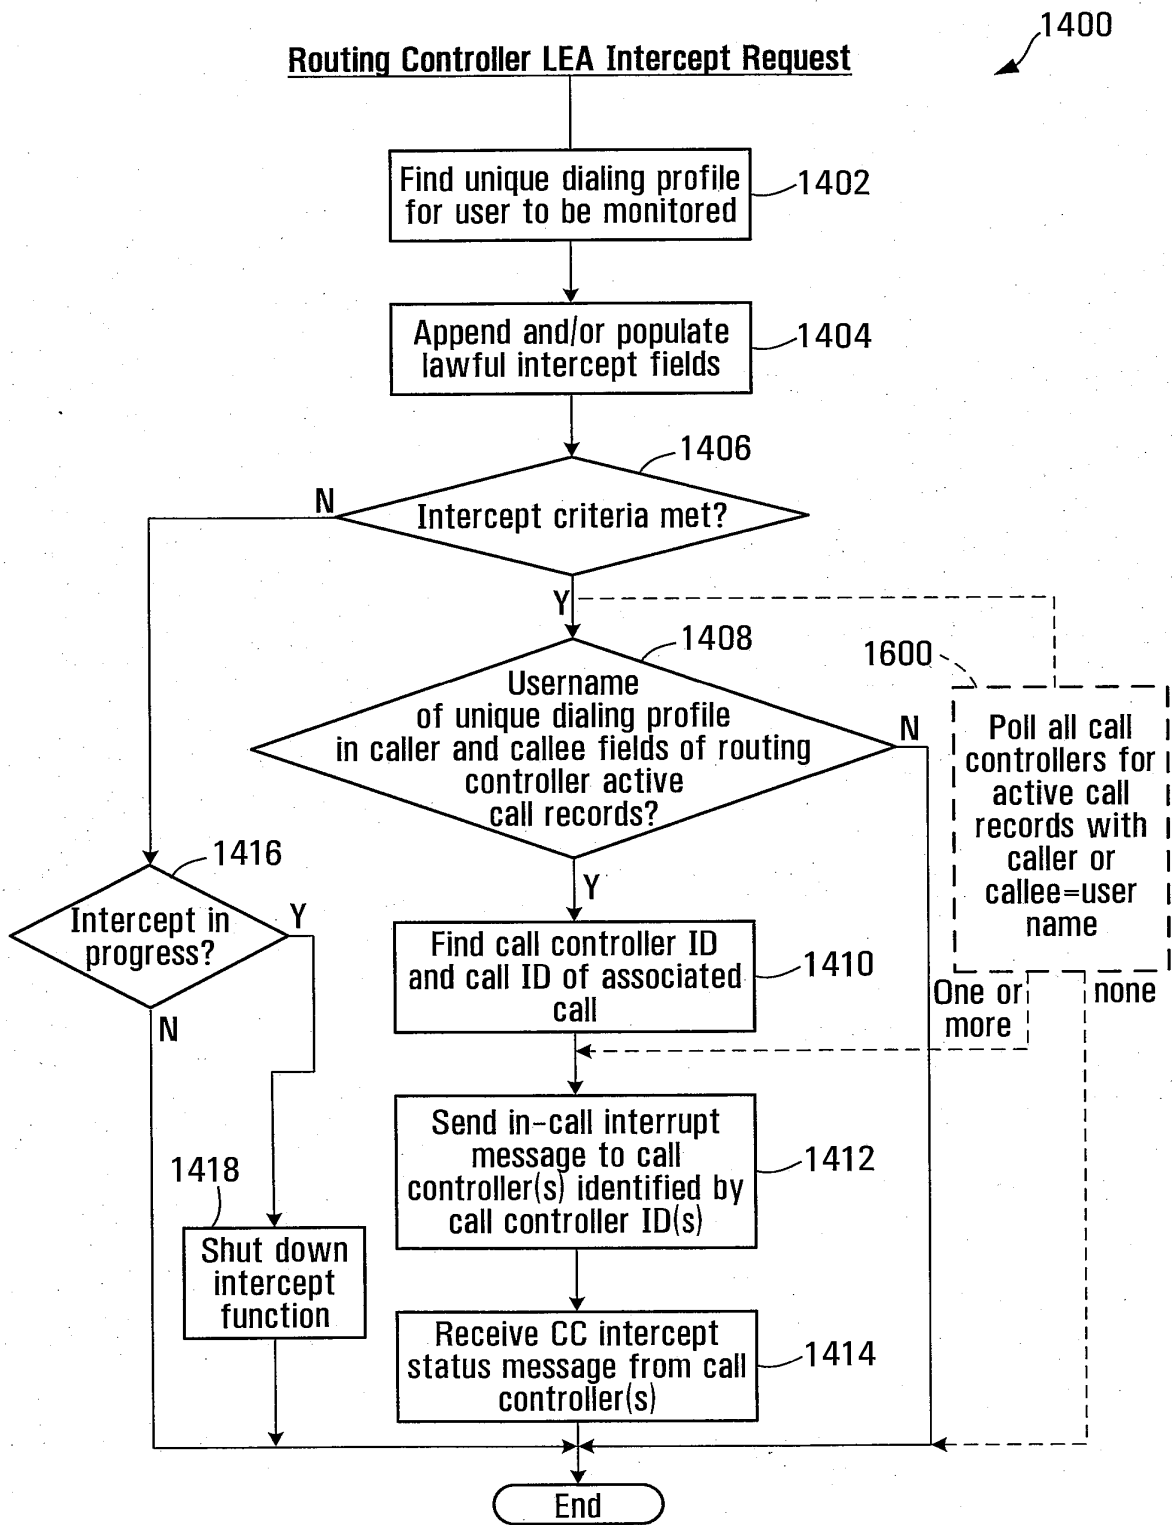 1400
Routing Controller LEA Intercept Request
Find unique dialing profile
for user to be monitored
1402
Append and/or populate
lawful intercept fields
1404
1406
N
Intercept criteria met?
Y
1408
1600
Username
of unique dialing profile
in caller and callee fields of routing
controller active
call records?
N
Poll all call
controllers for
active call
records with
caller or
callee=user
name
1416
Intercept in
progress?
Y
N
Y
Find call controller ID
and call ID of associated
call
1410
One or
more
none
Send in-call interrupt
message to call
controller(s) identified by
call controller ID(s)
1412
1418
Shut down
intercept
function
Receive CC intercept
status message from call
controller(s)
1414
End